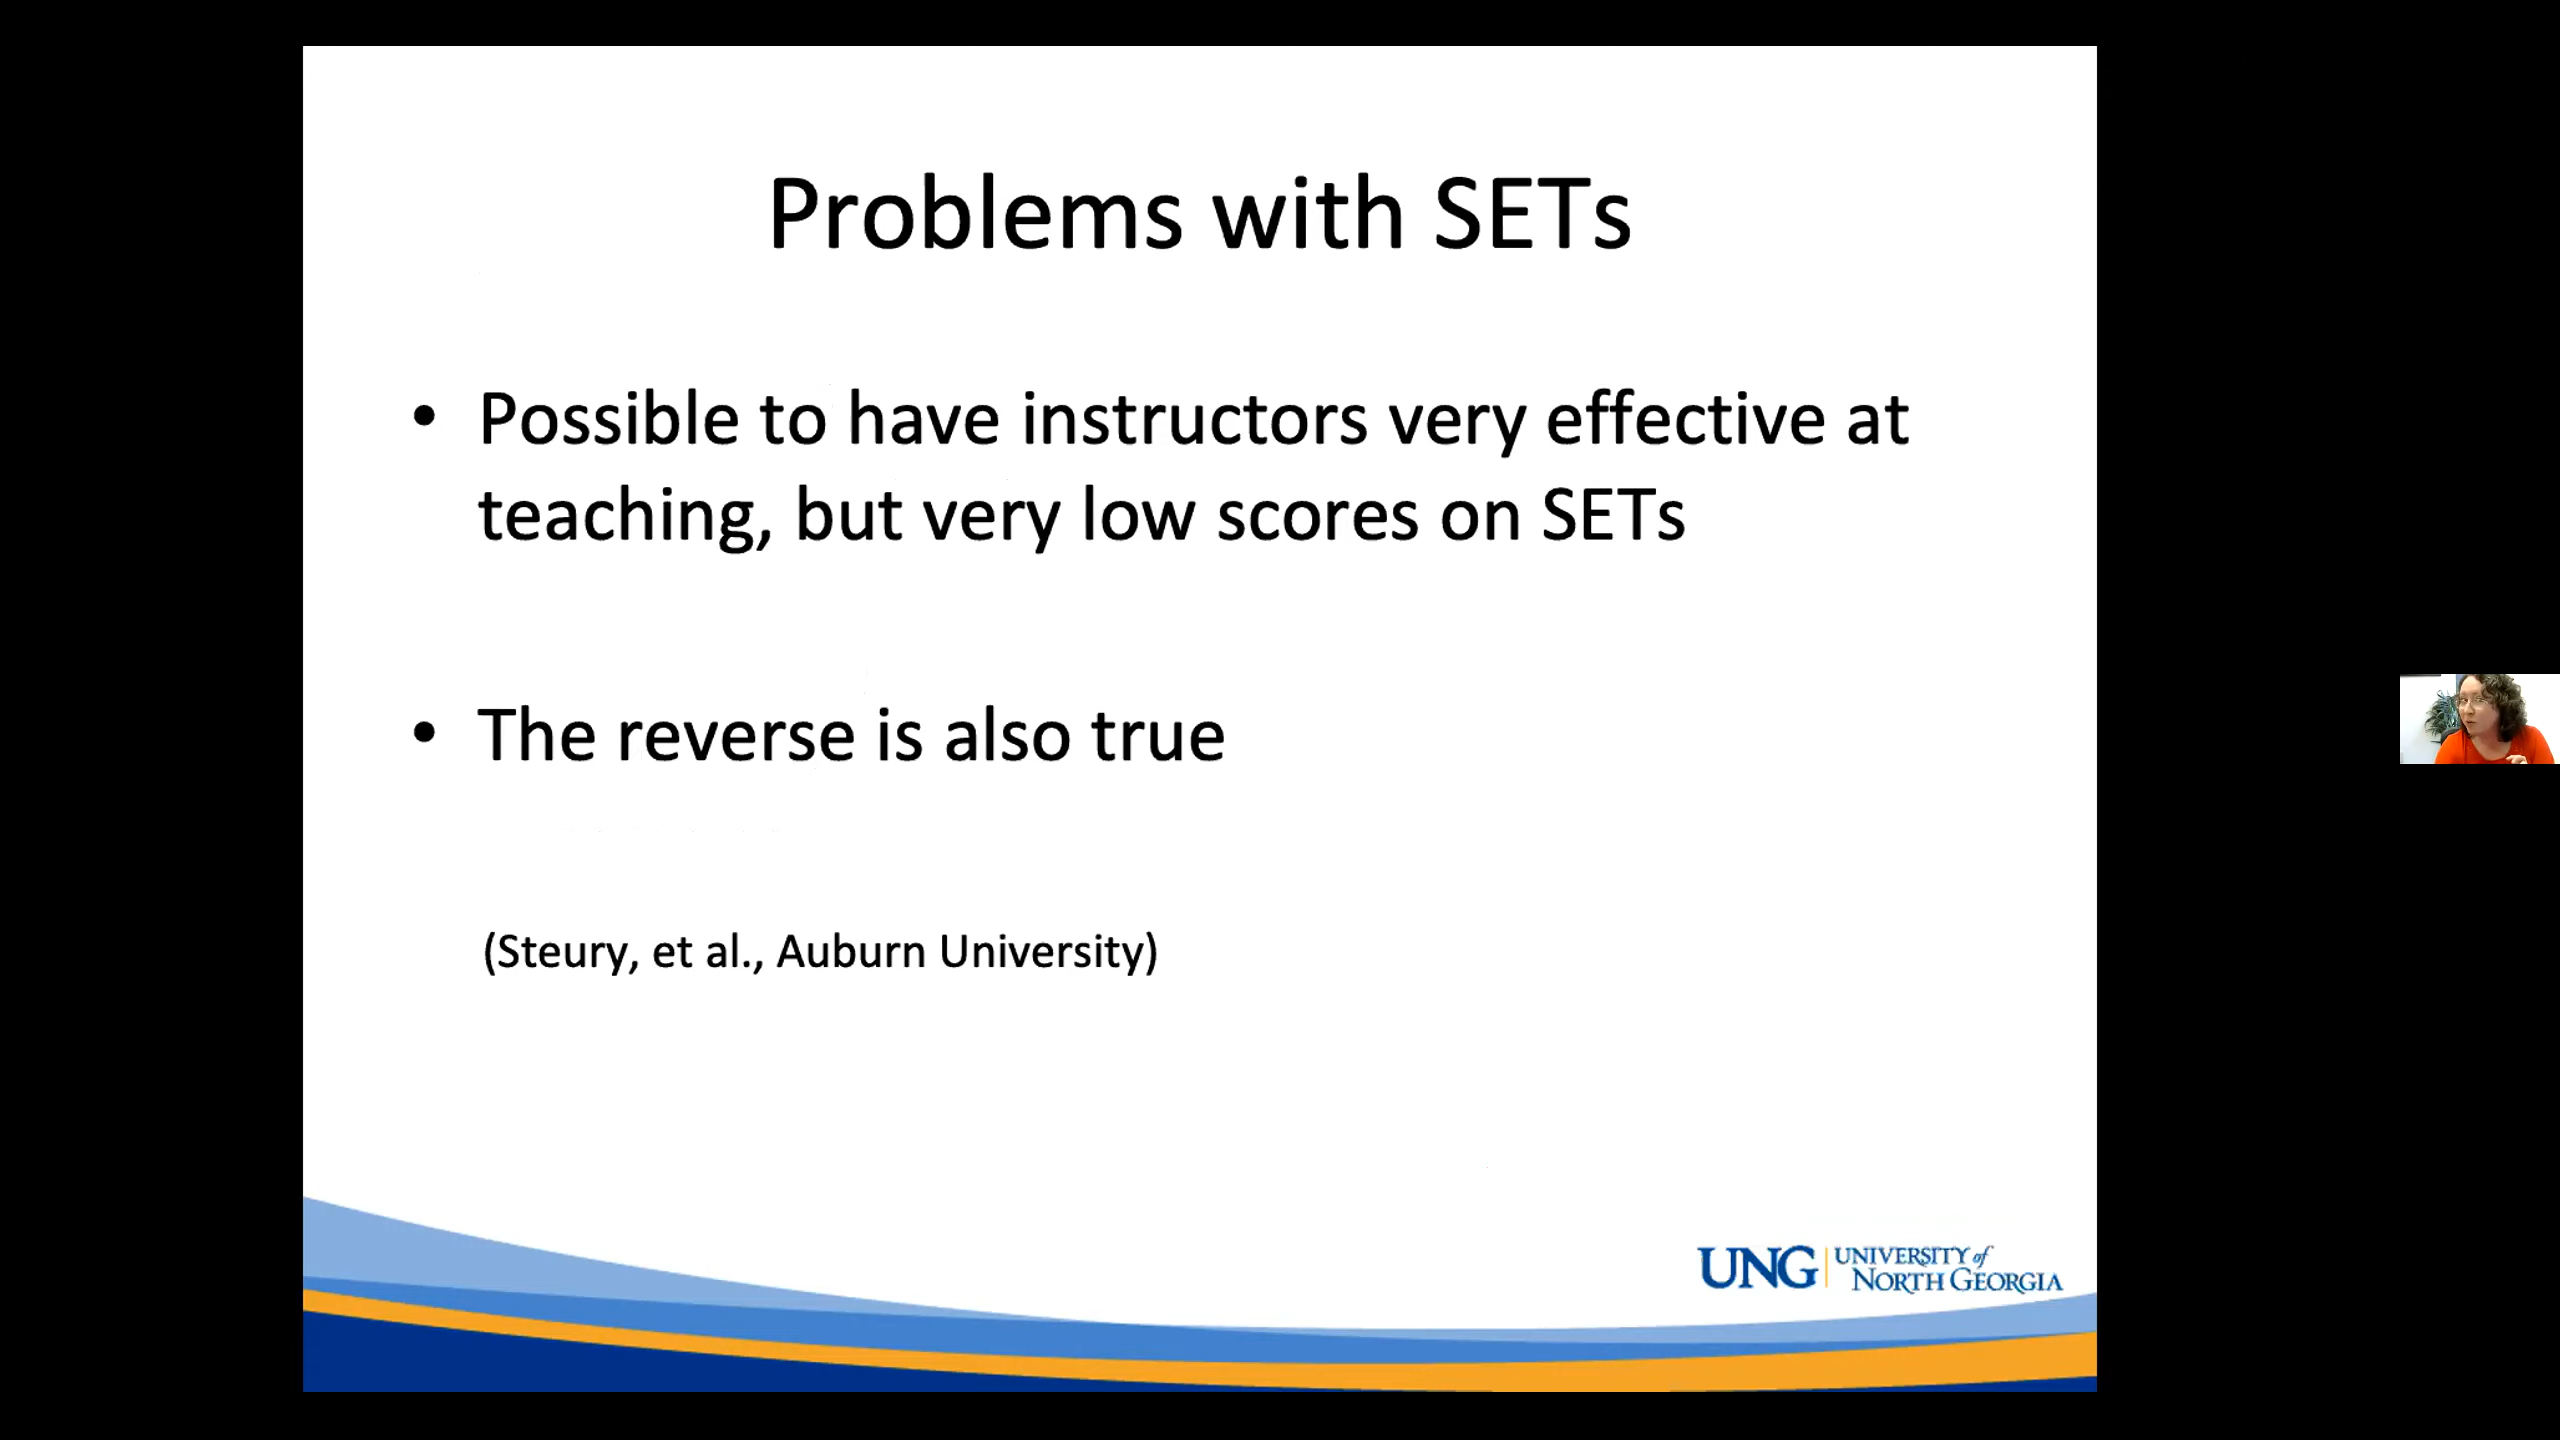 Problems with SETs
• Possible to have instructors very effective at
teaching, but very low scores on SETs
• The reverse is also true
(Steury, et al., Auburn University)
UNG UNIVERSITY of
NORTH GEORGIA